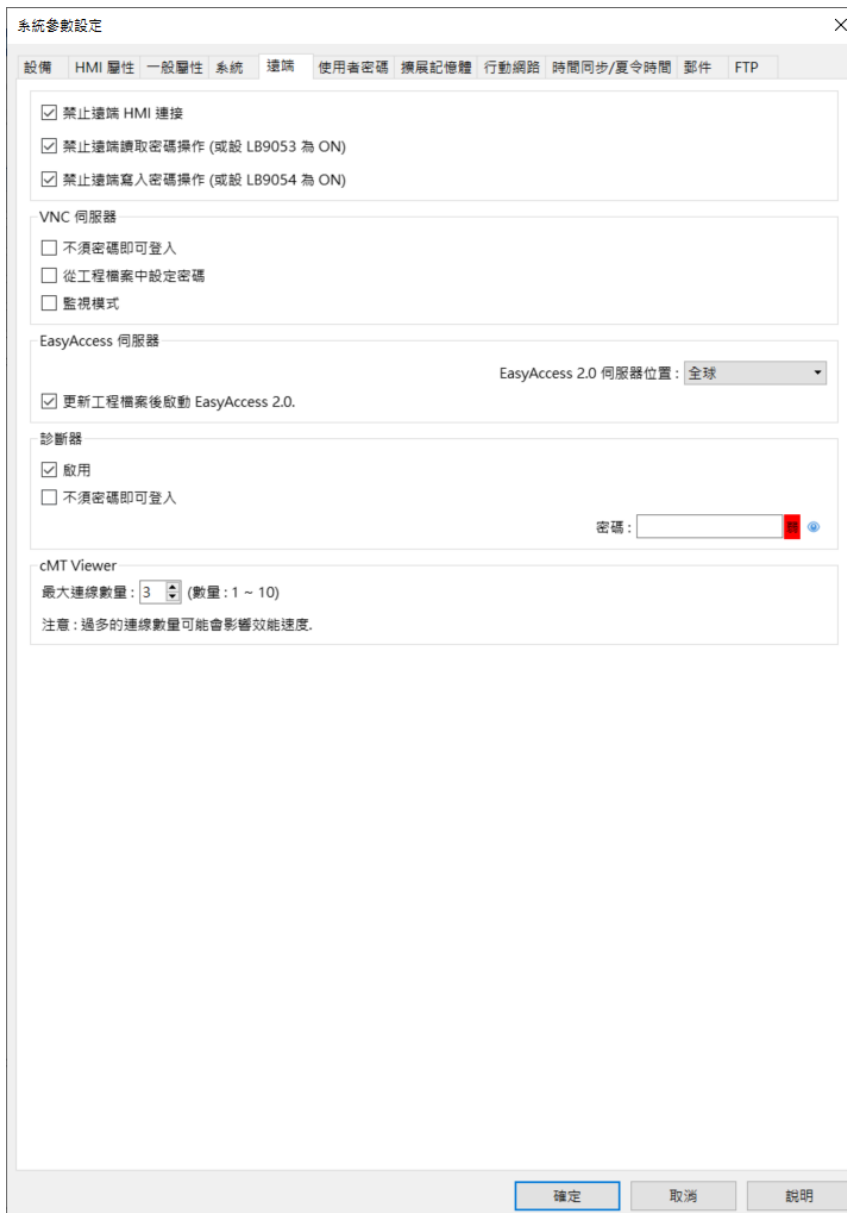 系統參數設定
設備 HMI 屬性 一般屬性 系統 遠端 使用者密碼 擴展記憶體 行動網路 時間同步/夏令時間 郵件 FTP
禁止遠端 HMI 連接
禁止遠端讀取密碼操作 (或設 LB9053 為 ON)
禁止遠端寫入密碼操作 (或設 LB9054 為 ON)
VNC 伺服器
不須密碼即可登入
從工程檔案中設定密碼
監視模式
EasyAccess 伺服器
EasyAccess 2.0 伺服器位置 : 全球
更新工程檔案後啟動 EasyAccess 2.0.
診斷器
啟用
不須密碼即可登入
密碼 :
cMT Viewer
最大連線數量 : 3 (數量 : 1 ~ 10)
注意 : 過多的連線數量可能會影響效能速度.
確定 取消 說明